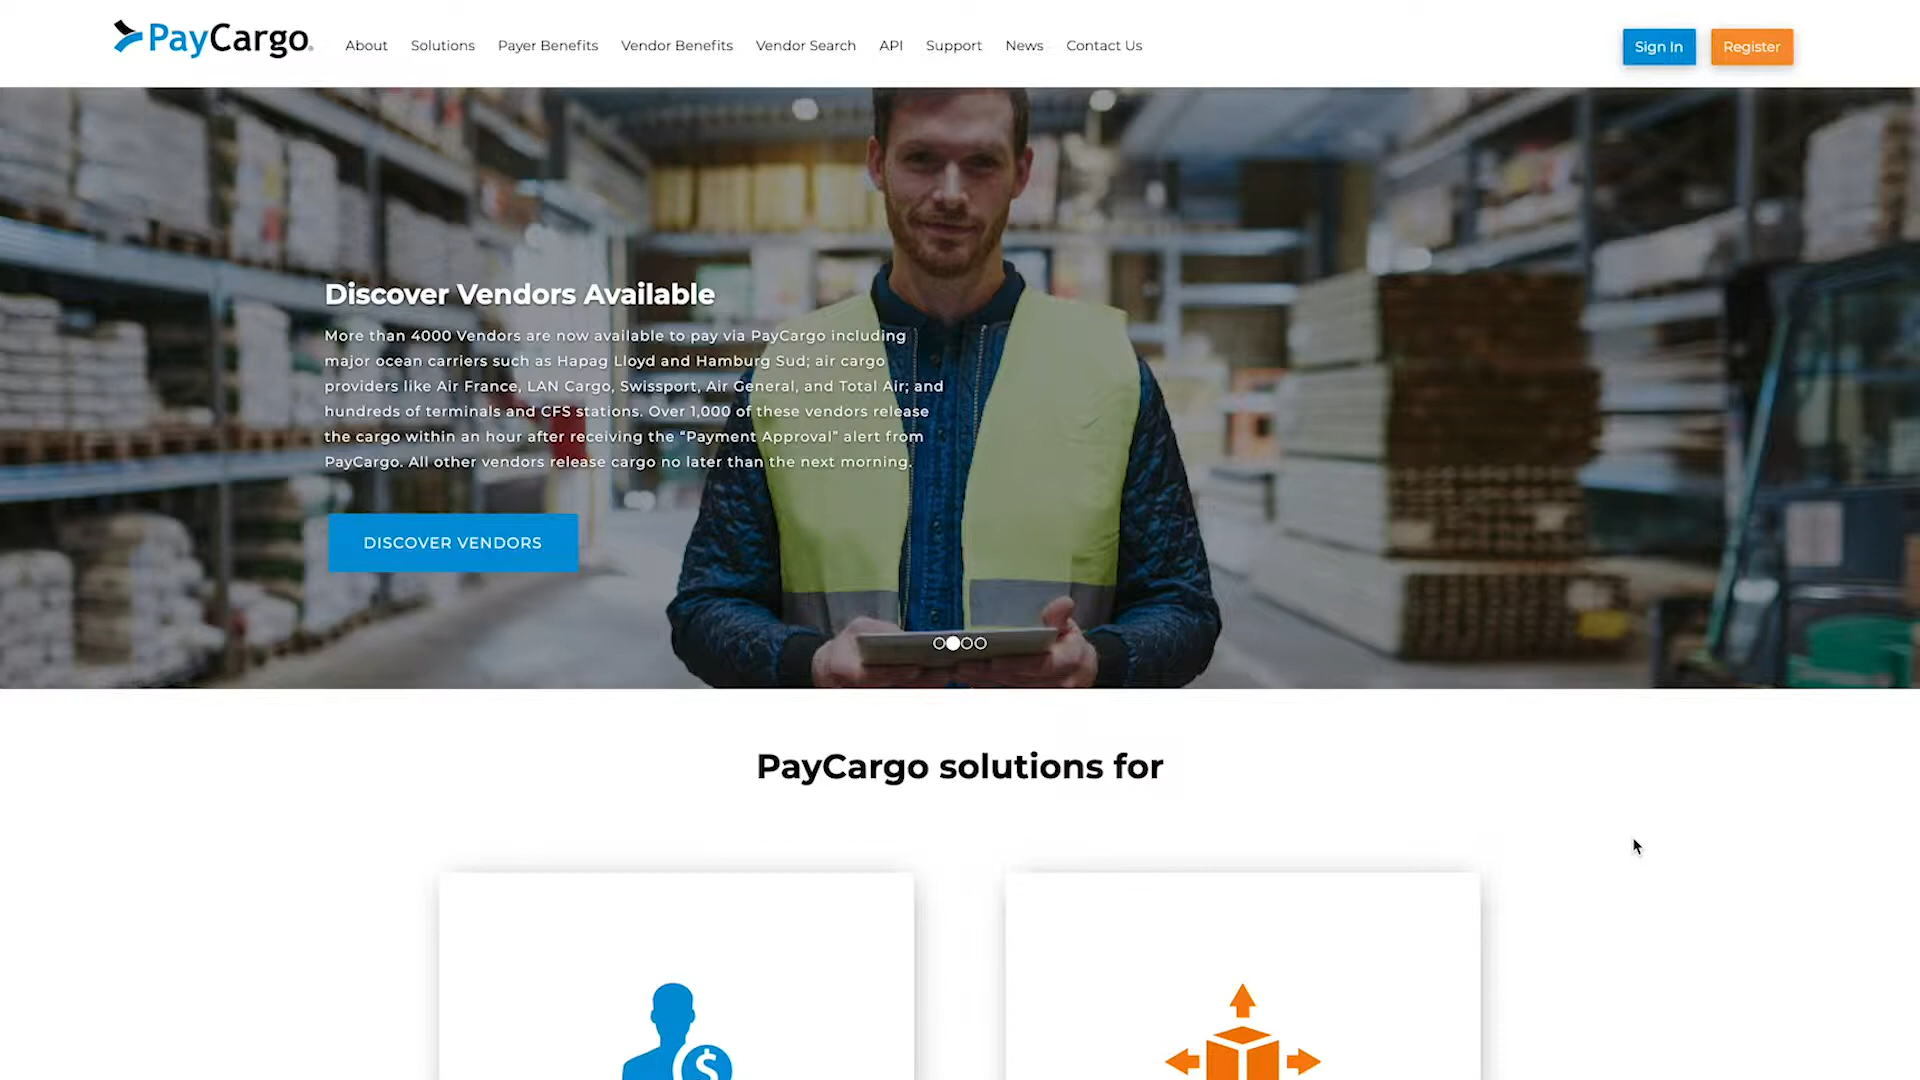 PayCargo
About Solutions Payer Benefits Vendor Benefits Vendor Search API Support News Contact Us
Sign In Register
Discover Vendors Available
More than 4000 Vendors are now available to pay via PayCargo including
major ocean carriers such as Hapag Lloyd and Hamburg Sud; air cargo
providers like Air France, LAN Cargo, Swissport, Air General, and Total Air; and
hundreds of terminals and CFS stations. Over 1,000 of these vendors release
the cargo within an hour after receiving the “Payment Approval” alert from
PayCargo. All other vendors release cargo no later than the next morning.
DISCOVER VENDORS
PayCargo solutions for
$